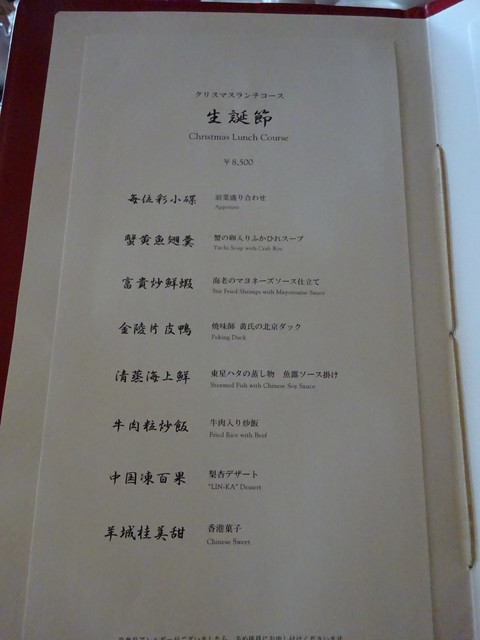 クリスマスランチコース
生誕節
Christmas Lunch Course
¥8,500
每位彩小碟
前菜盛り合わせ
Appetizer
蟹黄魚翅羹
蟹の卵入りふかひれスープ
Yuchi Soup with Crab Roe
富貴炒鮮蝦
海老のマヨネーズソース仕立て
Stir Fried Shrimps with Mayonnaise Sauce
金陵片皮鴨
焼味師 黄氏の北京ダック
Peking Duck
清蒸海上鮮
東星ハタの蒸し物 魚露ソース掛け
Steamed Fish with Chinese Soy Sauce
牛肉粒炒飯
牛肉入り炒飯
Fried Rice with Beef
中国凍百果
梨杏デザート
"LIN-KA" Dessert
羊城桂美甜
香港菓子
Chinese Sweet